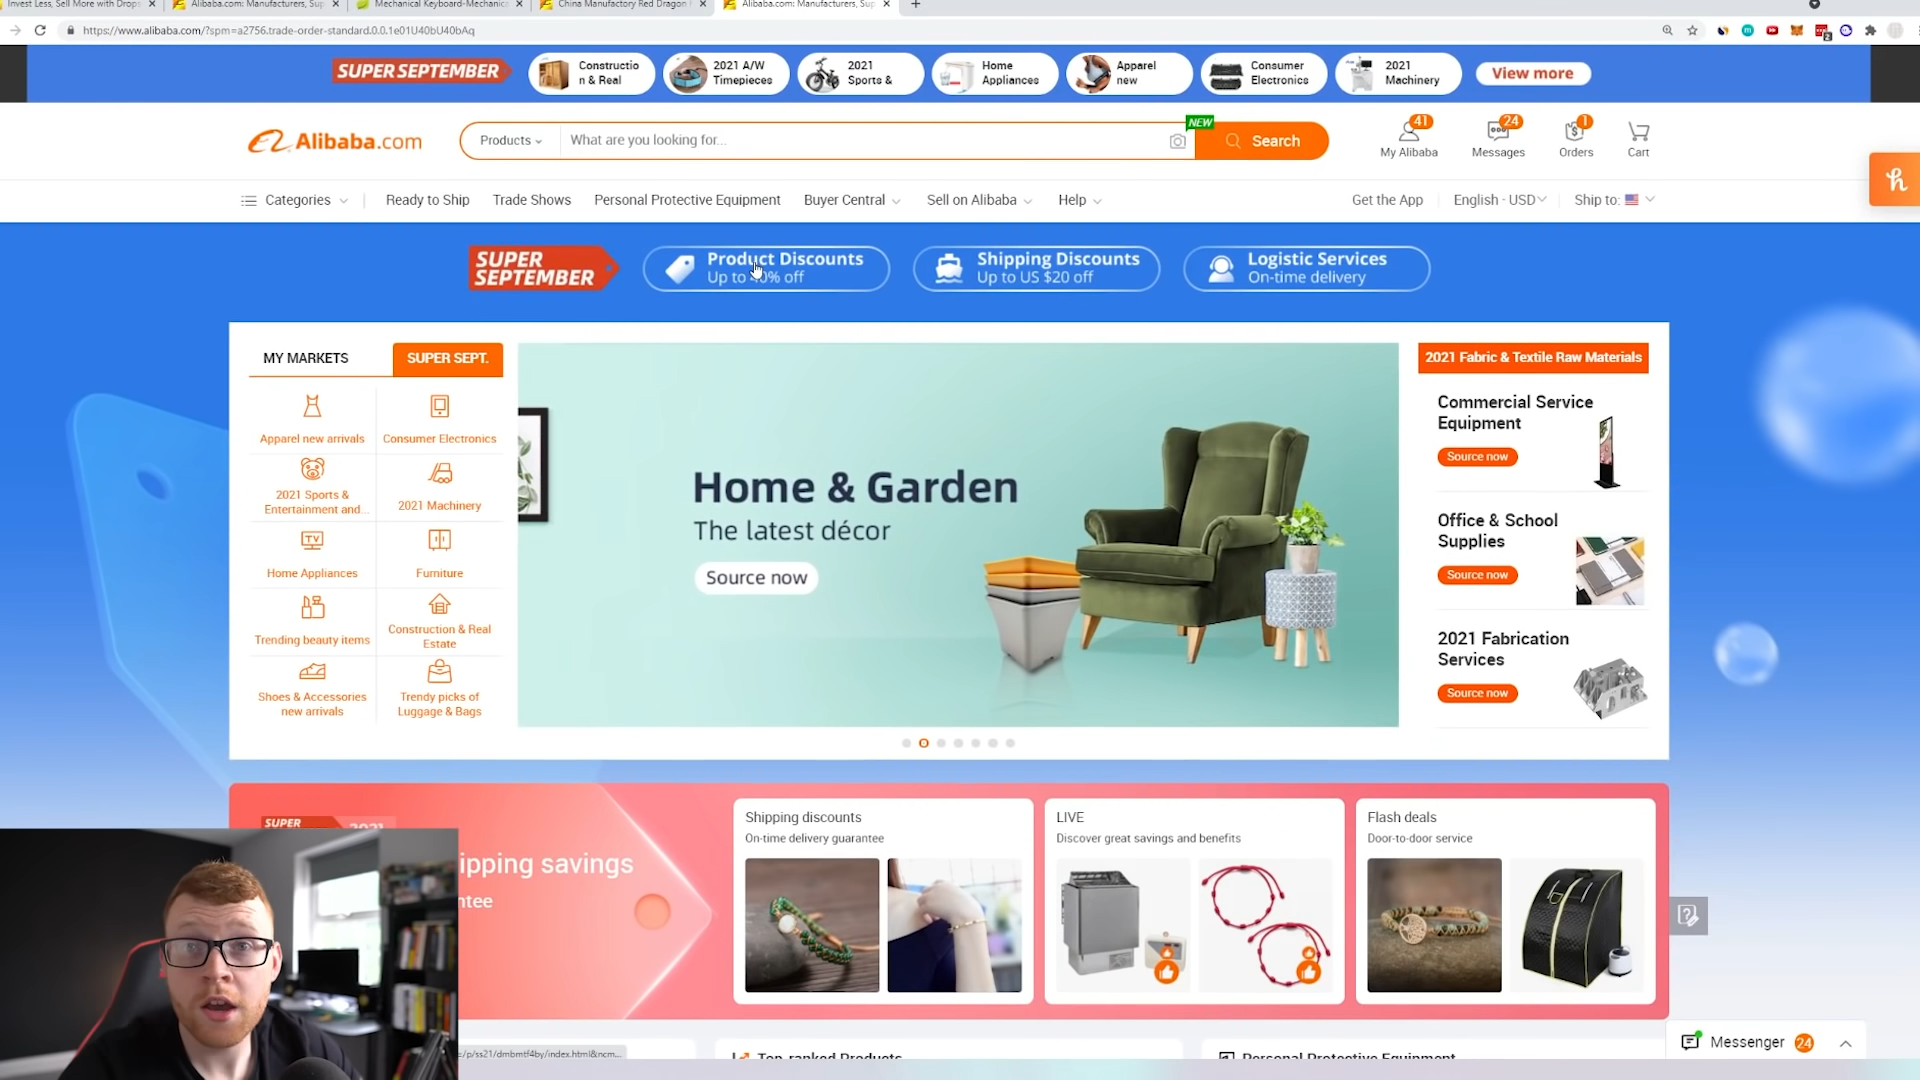 Invest Less, Sell More with Drops
Alibaba.com: Manufacturers, Sup
Mechanical Keyboard-Mechanica
China Manufactory Red Dragon
Alibaba.com: Manufacturers, Sup
https://www.alibaba.com/?spm=a2756.trade-order-standard.0.0.1e01U40bU40bAq
SUPER SEPTEMBER
Constructio
n & Real
2021 A/W
Timepieces
2021
Sports &
Home
Appliances
Apparel
new
Consumer
Electronics
2021
Machinery
View more
Alibaba.com
Products
What are you looking for...
NEW
Search
41
My Alibaba
24
Messages
1
Orders
Cart
Categories
Ready to Ship
Trade Shows
Personal Protective Equipment
Buyer Central
Sell on Alibaba
Help
Get the App
English - USD
Ship to:
h
SUPER
SEPTEMBER
Product Discounts
Up to 40% off
Shipping Discounts
Up to US $20 off
Logistic Services
On-time delivery
MY MARKETS
SUPER SEPT.
Apparel new arrivals
Consumer Electronics
2021 Sports &
Entertainment and...
2021 Machinery
TV
Home Appliances
Furniture
Trending beauty items
Construction & Real
Estate
Shoes & Accessories
new arrivals
Trendy picks of
Luggage & Bags
Home & Garden
The latest décor
Source now
2021 Fabric & Textile Raw Materials
Commercial Service
Equipment
Source now
Office & School
Supplies
Source now
2021 Fabrication
Services
Source now
SUPER
2021
ipping savings
ntee
Shipping discounts
On-time delivery guarantee
LIVE
Discover great savings and benefits
Flash deals
Door-to-door service
e/p/ss21/dmbmtf4by/index.html&ncm...
Top-ranked Products
Personal Protective Equipment
Messenger
24